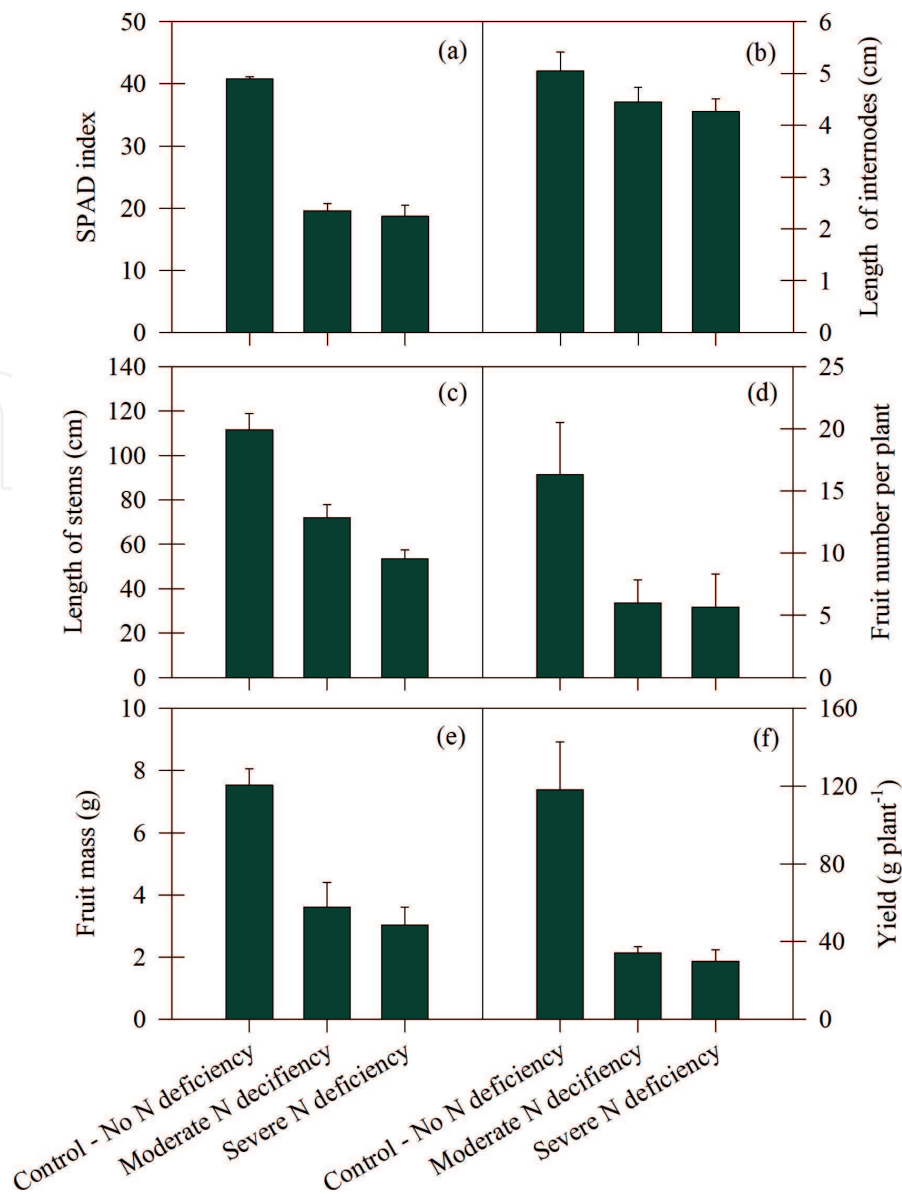 50
40
30
20
10
0
SPAD index
(a)
(b)
6
5
4
3
2
1
0
Length of internodes (cm)
140
120
100
80
60
40
20
0
Length of stems (cm)
(c)
(d)
25
20
15
10
5
0
Fruit number per plant
10
8
6
4
2
0
Fruit mass (g)
(e)
(f)
160
120
80
40
0
Yield (g plant⁻¹)
Control - No N deficiency
Moderate N decifiency
Severe N deficiency
Control - No N deficiency
Moderate N decifiency
Severe N deficiency